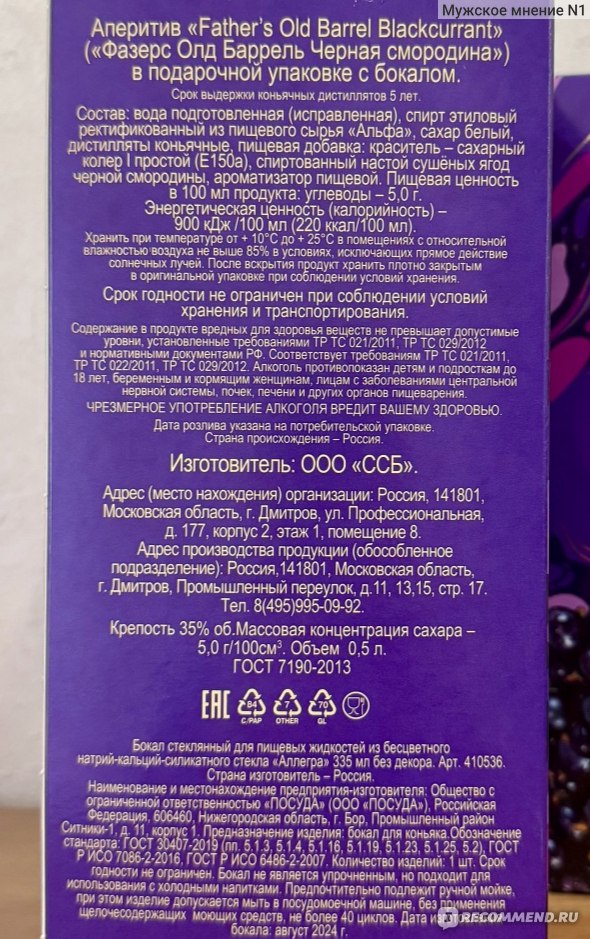 Мужское мнение N1
Аперитив «Father's Old Barrel Blackcurrant»
(«Фазерс Олд Баррель Черная смородина»)
в подарочной упаковке с бокалом.
Срок выдержки коньячных дистиллятов 5 лет.
Состав: вода подготовленная (исправленная), спирт этиловый
ректификованный из пищевого сырья «Альфа», сахар белый,
дистилляты коньячные, пищевая добавка: краситель – сахарный
колер I простой (Е150а), спиртованный настой сушёных ягод
черной смородины, ароматизатор пищевой. Пищевая ценность
в 100 мл продукта: углеводы – 5,0 г.
Энергетическая ценность (калорийность) –
900 кДж /100 мл (220 ккал/100 мл).
Хранить при температуре от + 10°С до + 25°С в помещениях с относительной
влажностью воздуха не выше 85% в условиях, исключающих прямое действие
солнечных лучей. После вскрытия продукт хранить плотно закрытым
в оригинальной упаковке при соблюдении условий хранения.
Срок годности не ограничен при соблюдении условий
хранения и транспортирования.
Содержание в продукте вредных для здоровья веществ не превышает допустимые
уровни, установленные требованиями ТР ТС 021/2011, ТР ТС 029/2012
и нормативными документами РФ. Соответствует требованиям ТР ТС 021/2011,
ТР ТС 022/2011, ТР ТС 029/2012. Алкоголь противопоказан детям и подросткам до
18 лет, беременным и кормящим женщинам, лицам с заболеваниями центральной
нервной системы, почек, печени и других органов пищеварения.
ЧРЕЗМЕРНОЕ УПОТРЕБЛЕНИЕ АЛКОГОЛЯ ВРЕДИТ ВАШЕМУ ЗДОРОВЬЮ.
Дата розлива указана на потребительской упаковке.
Страна происхождения – Россия.
Изготовитель: ООО «ССБ».
Адрес (место нахождения) организации: Россия, 141801,
Московская область, г. Дмитров, ул. Профессиональная,
д. 177, корпус 2, этаж 1, помещение 8.
Адрес производства продукции (обособленное
подразделение): Россия,141801, Московская область,
г. Дмитров, Промышленный переулок, д.11, 13,15, стр. 17.
Тел. 8(495)995-09-92.
Крепость 35% об.Массовая концентрация сахара –
5,0 г/100см³. Объем 0,5 л.
ГОСТ 7190-2013
ЕАС 84 7 70
C/PAP OTHER GL
Бокал стеклянный для пищевых жидкостей из бесцветного
натрий-кальций-силикатного стекла «Аллегра» 335 мл без декора. Арт. 410536.
Страна изготовитель – Россия.
Наименование и местонахождение предприятия-изготовителя: Общество с
ограниченной ответственностью «ПОСУДА» (ООО «ПОСУДА»), Российская
Федерация, 606460, Нижегородская область, г. Бор, Промышленный район
Ситники-1, д. 11, корпус 1. Предназначение изделия: бокал для коньяка.Обозначение
стандарта: ГОСТ 30407-2019 (пп. 5.1.3, 5.1.4, 5.1.16, 5.1.19, 5.1.23, 5.1.25, 5.2), ГОСТ
Р ИСО 7086-2-2016, ГОСТ Р ИСО 6486-2-2007. Количество изделий: 1 шт. Срок
годности не ограничен. Бокал не является упрочненным, но подходит для
использования с холодными напитками. Предпочтительно подлежит ручной мойке,
при этом изделие допустимо мыть в посудомоечной машине, без применения
щелочесодержащих моющих средств, не более 40 циклов. Дата изготовления
бокала: август 2024 г.
IRECOMMEND.RU